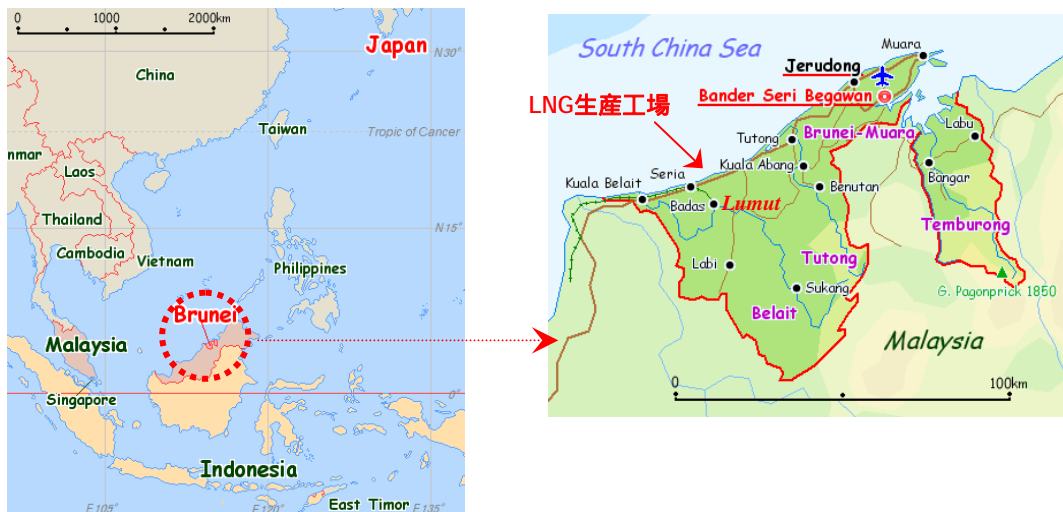 0 1000 2000km
Japan
N30°
China
Taiwan
Tropic of Cancer
nmar
Laos
Thailand
Cambodia
Vietnam
N15°
Philippines
Brunei
Malaysia
Singapore
0°
Indonesia
East Timor
E105°
E120°
E135°
South China Sea
Muara
Jerudong
Bander Seri Begawan
LNG生産工場
Labu
Tutong
Brunei-Muara
Kuala Abang
Bangar
Seria
Kuala Belait
Benutan
Badas
Lumut
Temburong
Labi
Tutong
Sukang
G. Pagonprick 1850
Belait
Malaysia
0 100km